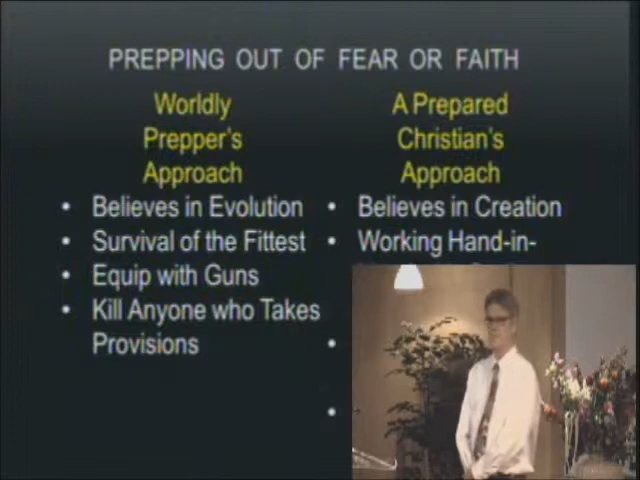 PREPPING OUT OF FEAR OR FAITH
Worldly
Prepper's
Approach
• Believes in Evolution
• Survival of the Fittest
• Equip with Guns
• Kill Anyone who Takes
Provisions
A Prepared
Christian's
Approach
• Believes in Creation
• Working Hand-in-
•
•